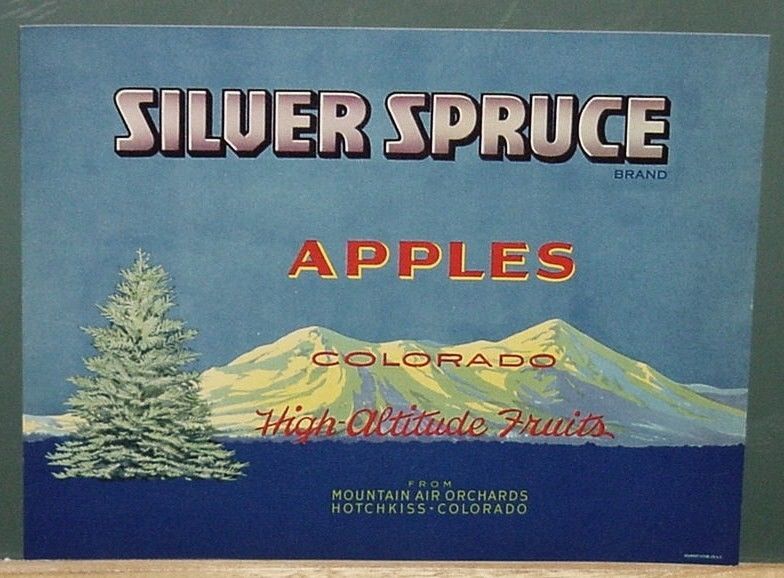 SILVER SPRUCE
BRAND
APPLES
COLORADO
High-Altitude Fruits
FROM
MOUNTAIN AIR ORCHARDS
HOTCHKISS - COLORADO